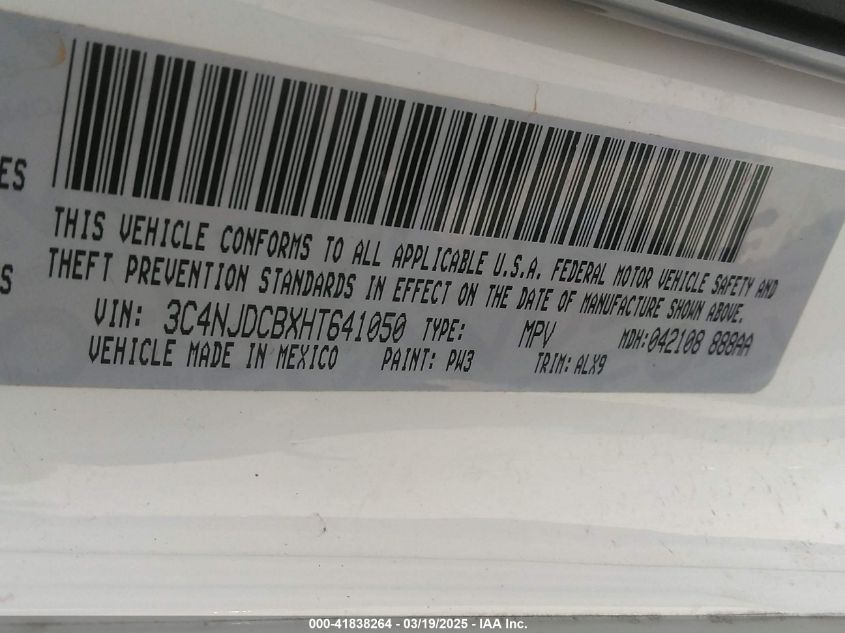 ES
S
THIS VEHICLE CONFORMS TO ALL APPLICABLE U.S.A. FEDERAL MOTOR VEHICLE SAFETY AND
THEFT PREVENTION STANDARDS IN EFFECT ON THE DATE OF MANUFACTURE SHOWN ABOVE.
VIN: 3C4NJDCBXHT641050 TYPE: MPV MDH:042108 888AA
VEHICLE MADE IN MEXICO PAINT: PW3 TRIM: ALX9
000-41838264 - 03/19/2025 - IAA Inc.